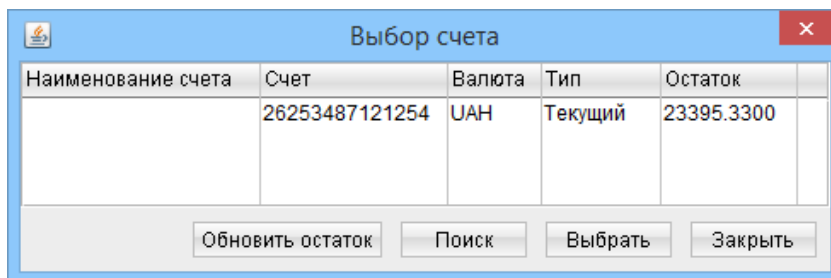 Выбор счета
Наименование счета Счет Валюта Тип Остаток
26253487121254 UAH Текущий 23395.3300
Обновить остаток Поиск Выбрать Закрыть